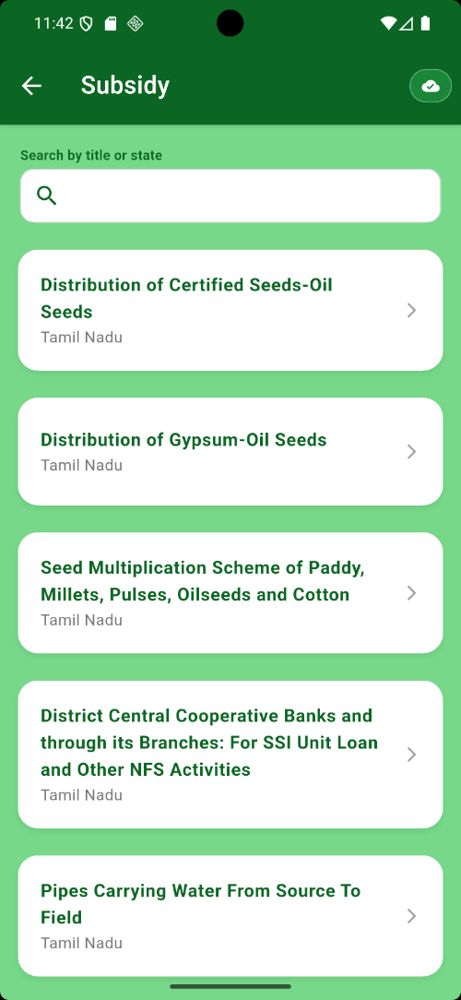 11:42
Subsidy
Search by title or state
Distribution of Certified Seeds-Oil
Seeds
Tamil Nadu
Distribution of Gypsum-Oil Seeds
Tamil Nadu
Seed Multiplication Scheme of Paddy,
Millets, Pulses, Oilseeds and Cotton
Tamil Nadu
District Central Cooperative Banks and
through its Branches: For SSI Unit Loan
and Other NFS Activities
Tamil Nadu
Pipes Carrying Water From Source To
Field
Tamil Nadu